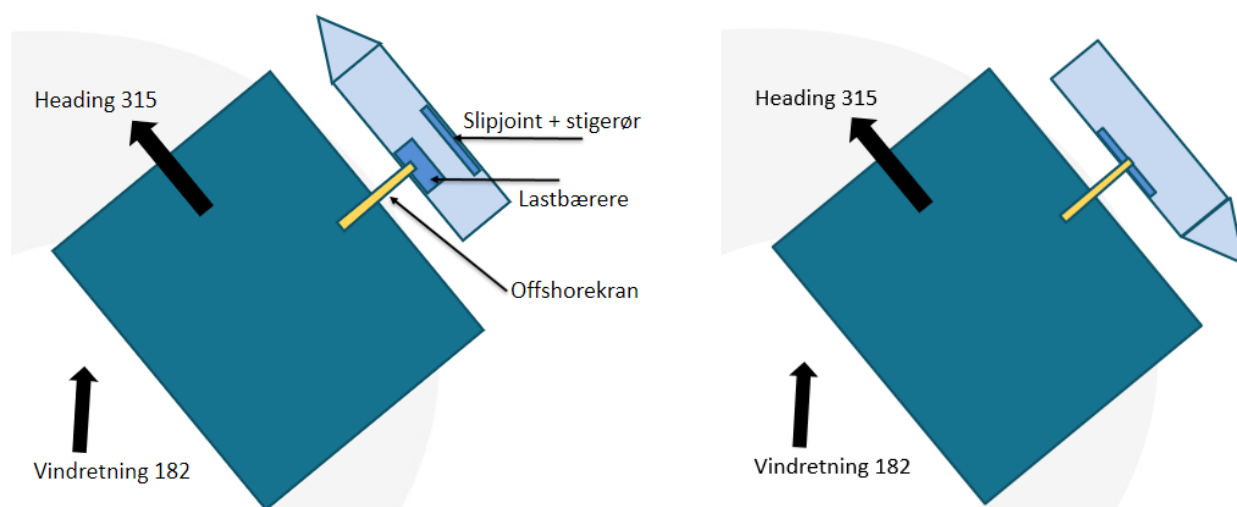 Heading 315
Slipjoint + stigerør
Lastbærere
Offshorekran
Vindretning 182
Heading 315
Vindretning 182